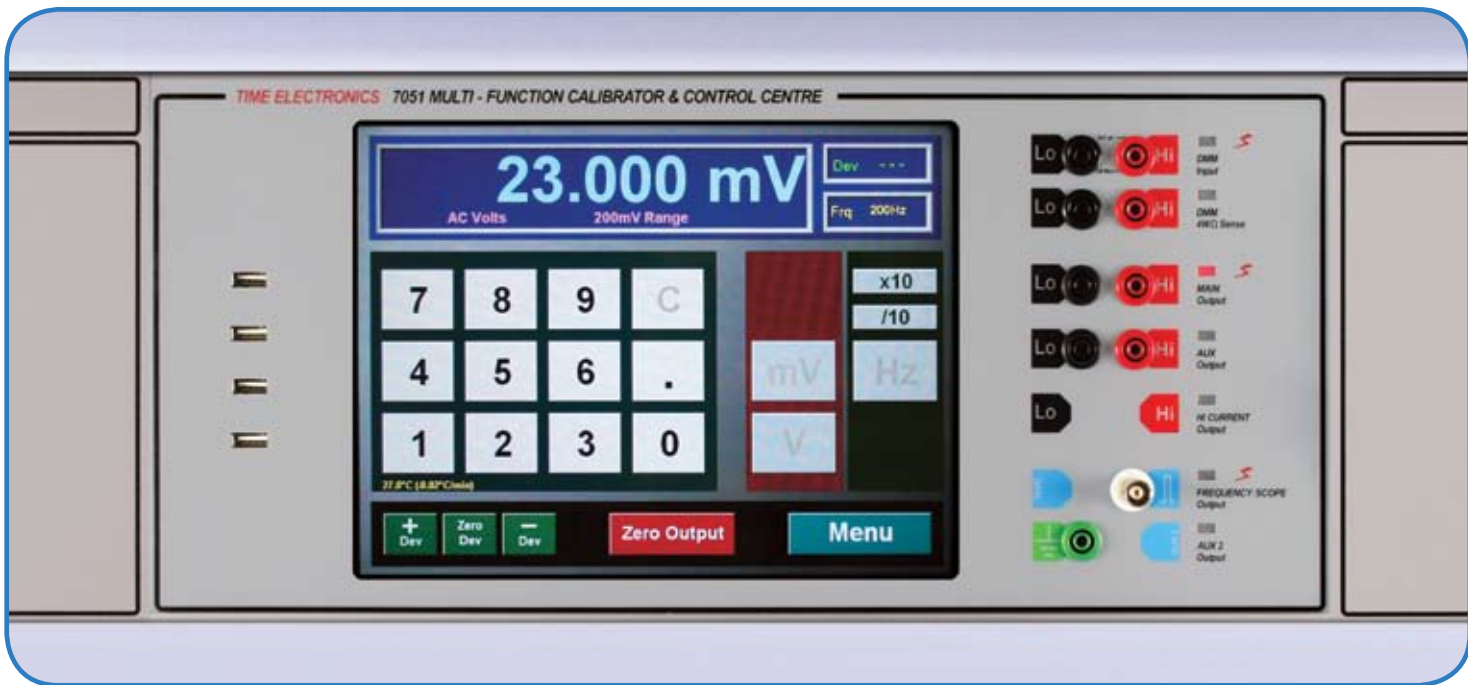 TIME ELECTRONICS 7051 MULTI - FUNCTION CALIBRATOR & CONTROL CENTRE
23.000 mV
AC Volts 200mV Range
Dev ---
Frq 200Hz
7 8 9 C
4 5 6 .
1 2 3 0
mV
V
x10
/10
Hz
+ Dev
Zero Dev
− Dev
Zero Output
Menu
Lo Hi DMM Input
Lo Hi DMM 4WΩ Sense
Lo Hi MAIN Output
Lo Hi AUX Output
Lo Hi HI CURRENT Output
FREQUENCY SCOPE Output
AUX 2 Output